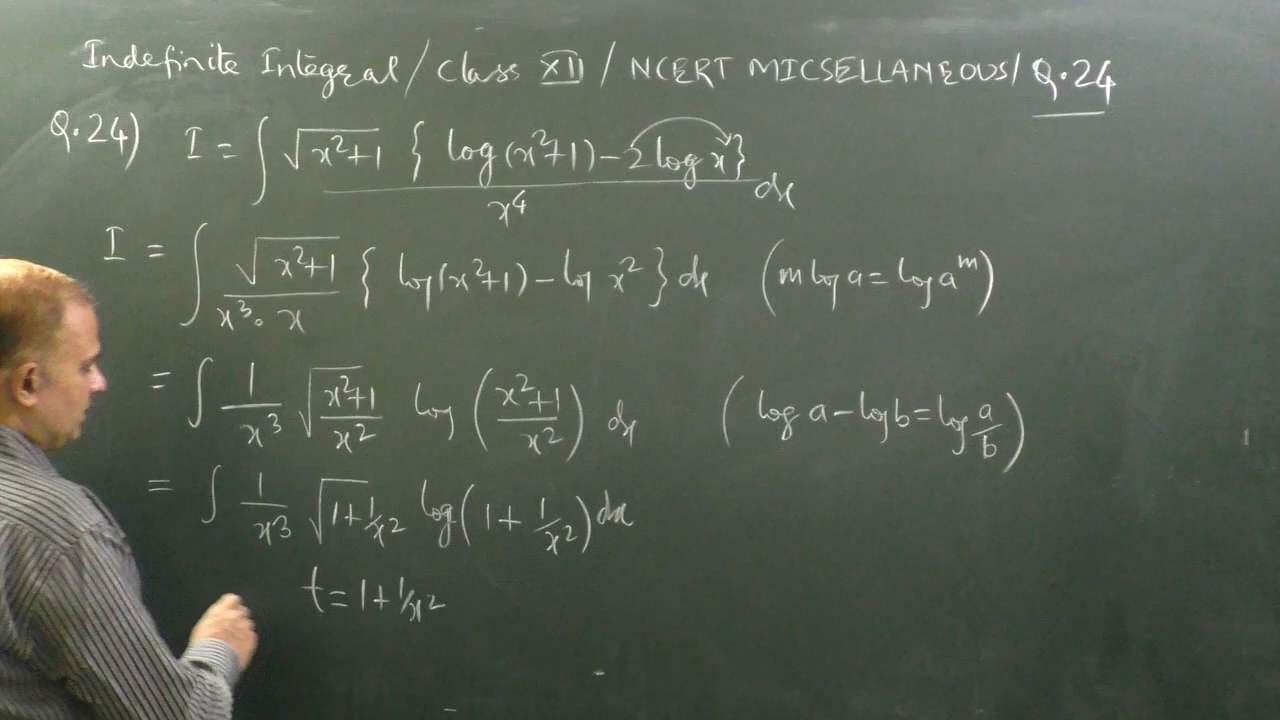 Indefinite Integral / Class XII / NCERT MICSELLANEOUS / Q.24
Q.24) I = ∫ √(x²+1) { log(x²+1) − 2 log x } / x⁴ dx
I = ∫ √(x²+1) / (x³ · x) { log(x²+1) − log x² } dx (m log a = log aᵐ)
= ∫ 1/x³ √((x²+1)/x²) log((x²+1)/x²) dx (log a − log b = log a/b)
= ∫ 1/x³ √(1+1/x²) log(1 + 1/x²) dx
t = 1 + 1/x²